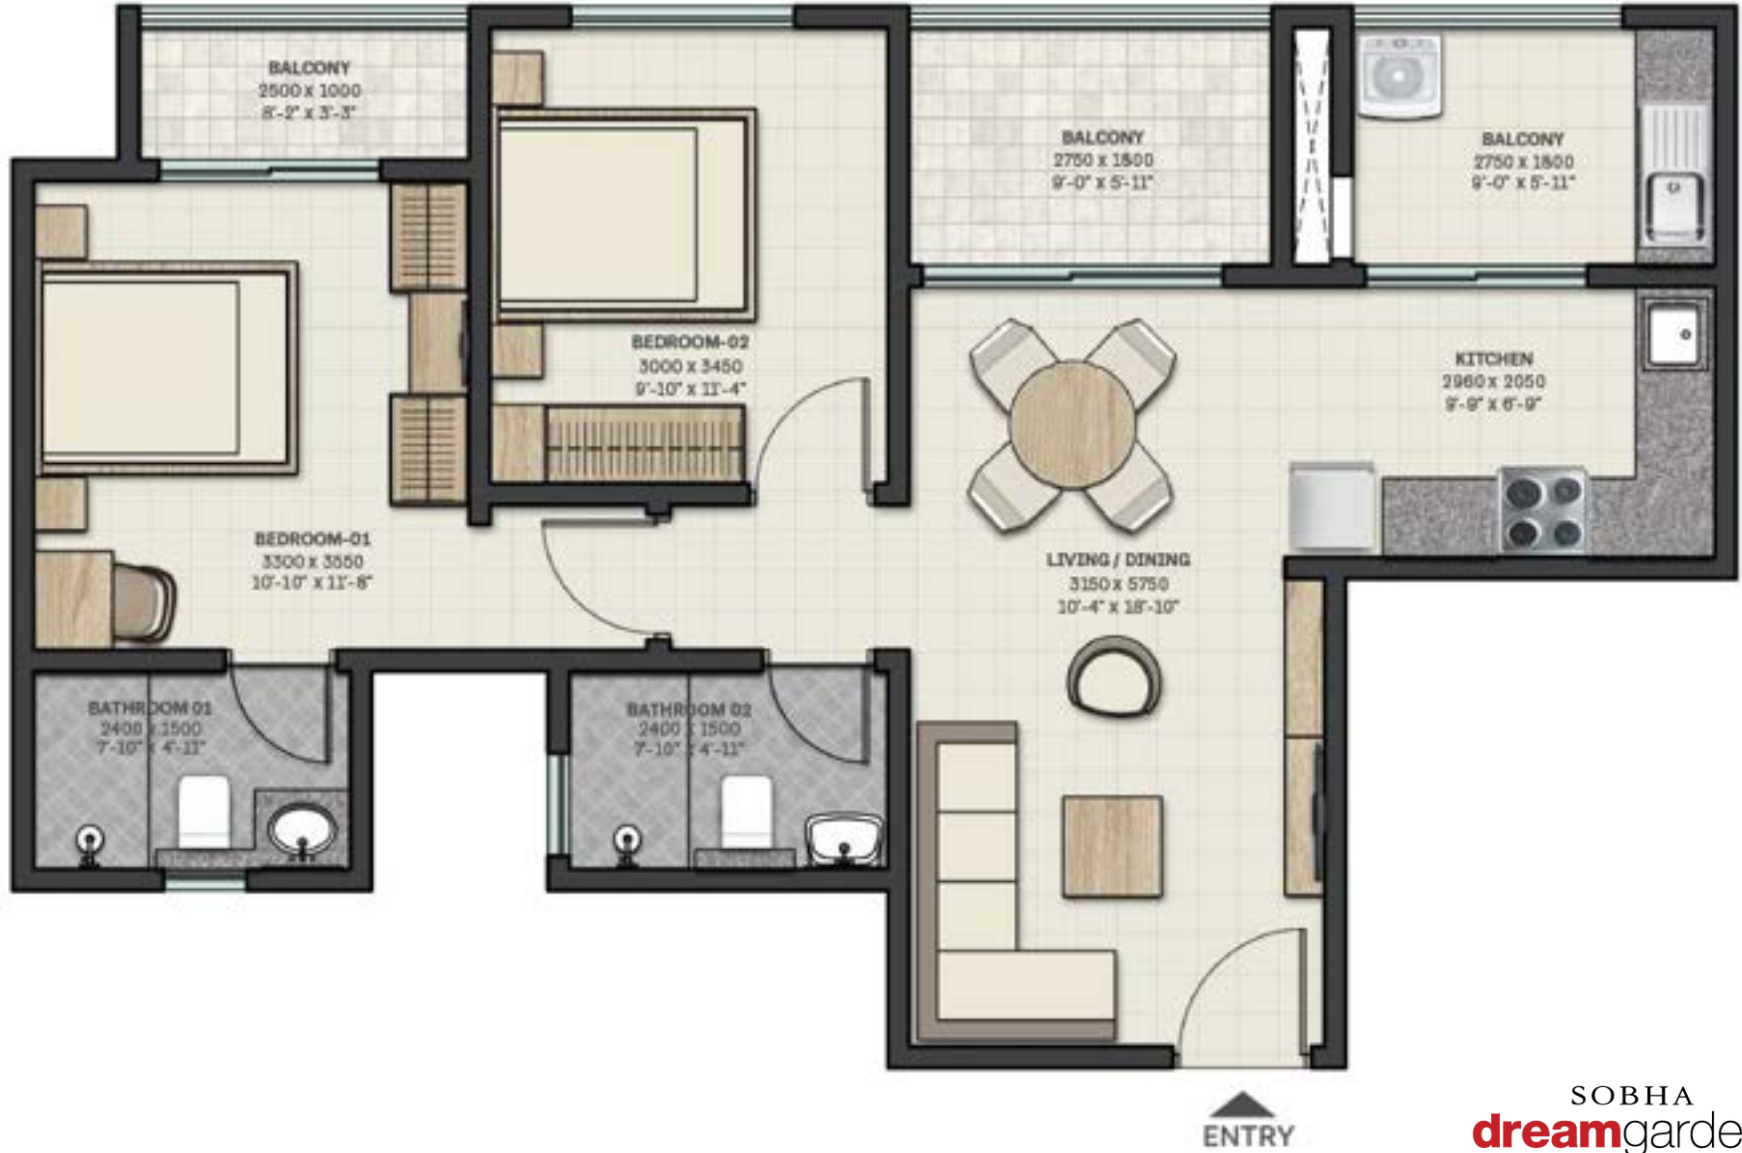 BALCONY
2500 x 1000
8'-2" x 3'-3"
BALCONY
2750 x 1800
9'-0" x 5'-11"
BALCONY
2750 x 1800
9'-0" x 5'-11"
BEDROOM-02
3000 x 3450
9'-10" x 11'-4"
KITCHEN
2960 x 2050
9'-9" x 6'-9"
BEDROOM-01
3300 x 3550
10'-10" x 11'-8"
LIVING / DINING
3150 x 5750
10'-4" x 18'-10"
BATHROOM 01
2400 x 1500
7'-10" x 4'-11"
BATHROOM 02
2400 x 1500
7'-10" x 4'-11"
ENTRY
SOBHA
dreamgarde